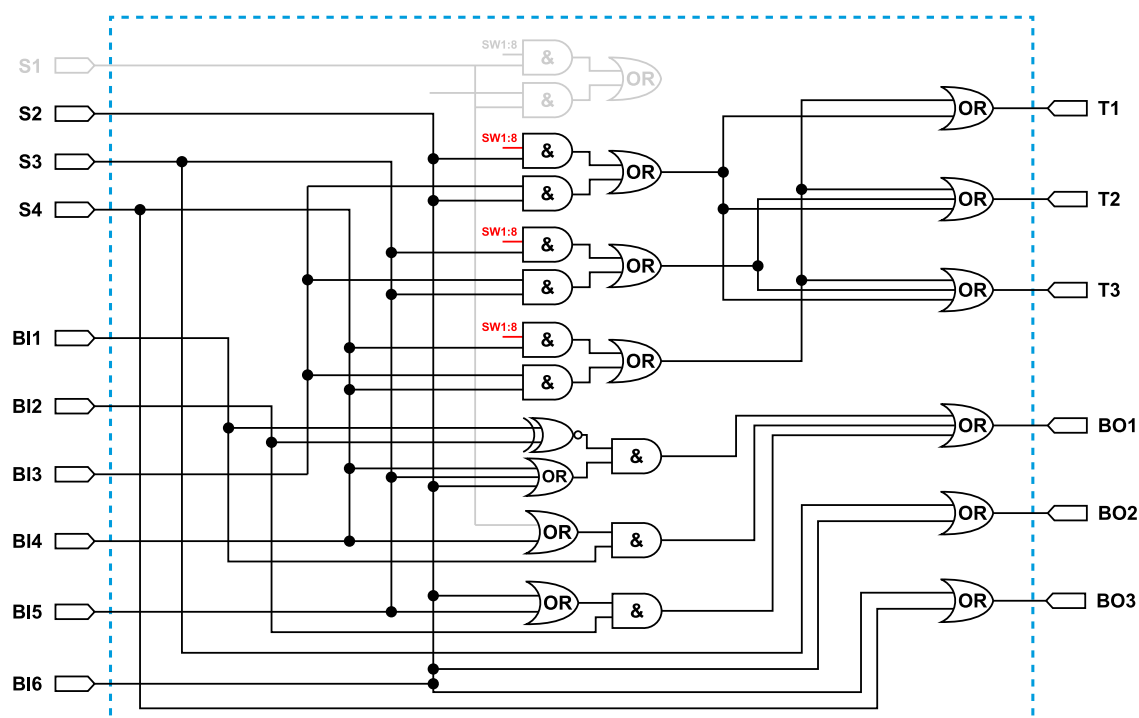 S1
SW1:8
&
OR
&
S2
T1
OR
S3
SW1:8
&
OR
&
S4
T2
OR
SW1:8
&
OR
&
T3
OR
BI1
SW1:8
&
OR
&
BI2
BO1
OR
&
BI3
OR
BO2
OR
BI4
OR
&
BI5
OR
&
BO3
OR
BI6